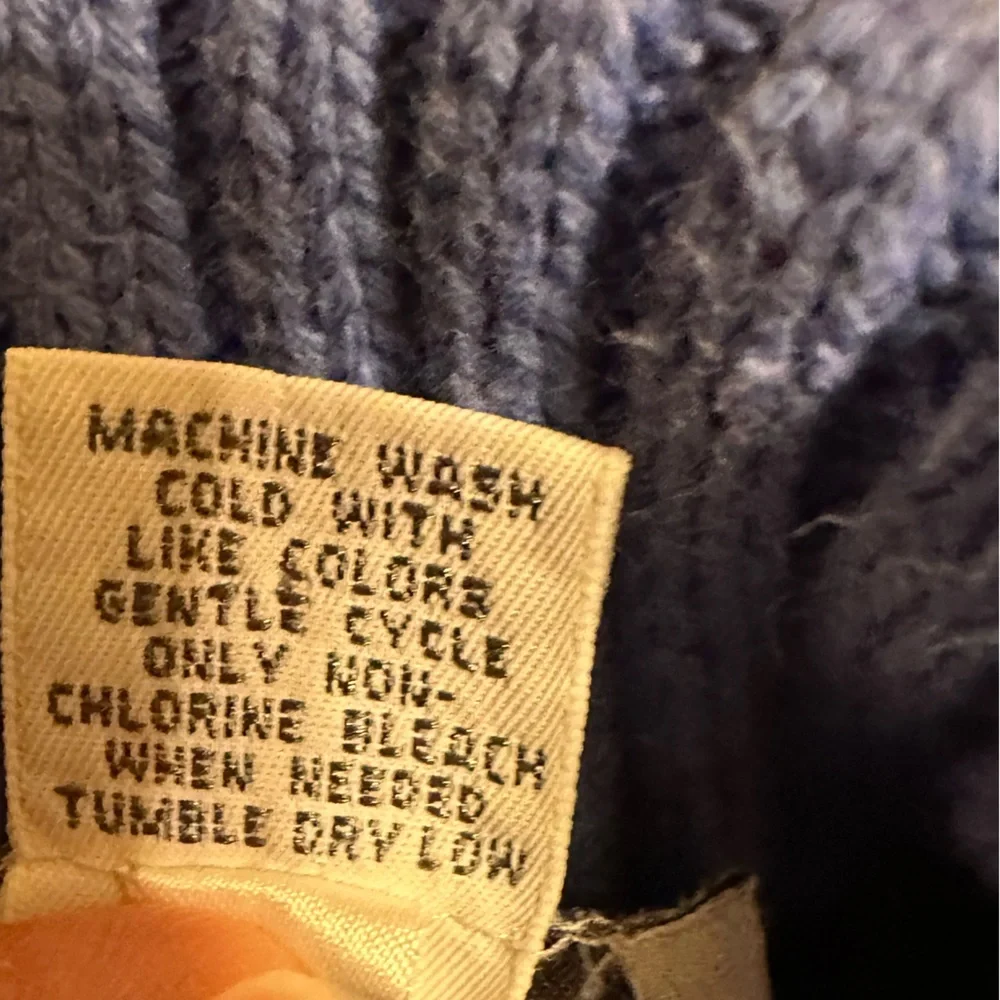 MACHINE WASH
COLD WITH
LIKE COLORS
GENTLE CYCLE
ONLY NON-
CHLORINE BLEACH
WHEN NEEDED
TUMBLE DRY LOW